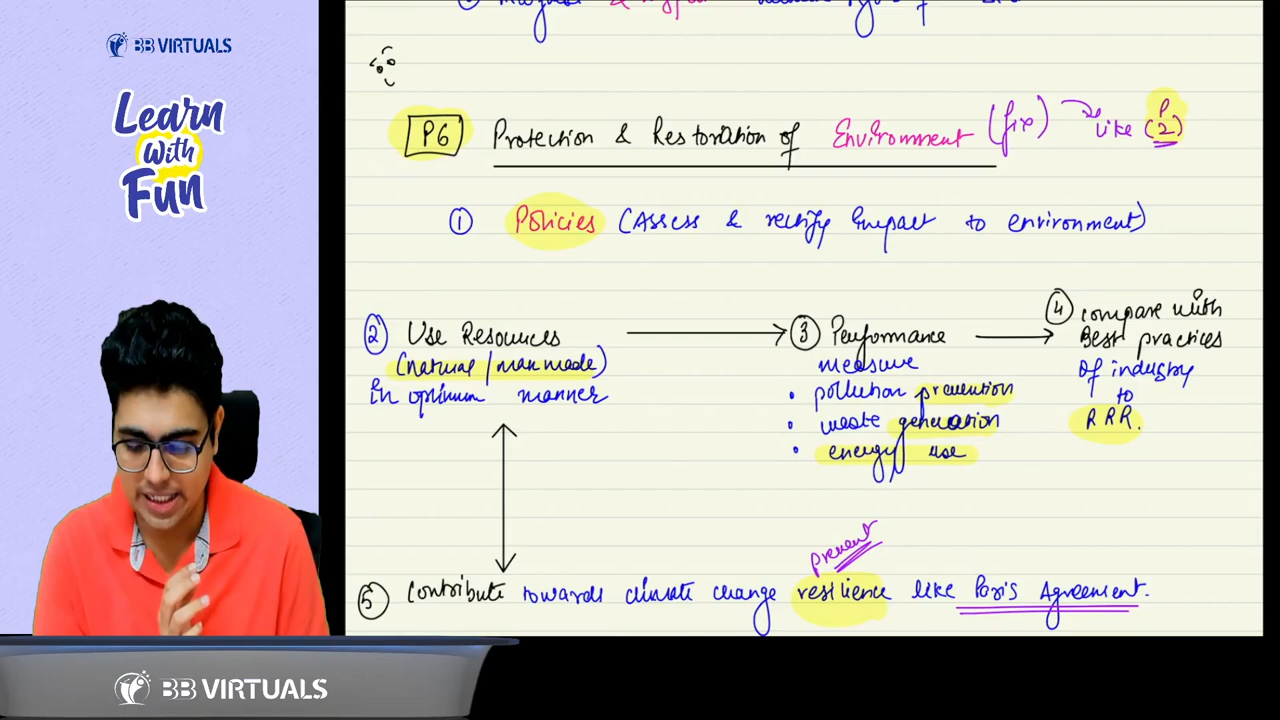 BB VIRTUALS
Learn
With
Fun
P6 Protection & Restoration of Environment (fix) like (P2)
① Policies (Assess & rectify Impact to environment)
② Use Resources
(natural / man made)
in optimum manner
③ Performance
measure
• pollution prevention
• waste generation
• energy use
④ compare with
Best practices
of industry
to
RRR.
prevent
⑤ Contribute towards climate change resilience like Paris Agreement.
BB VIRTUALS